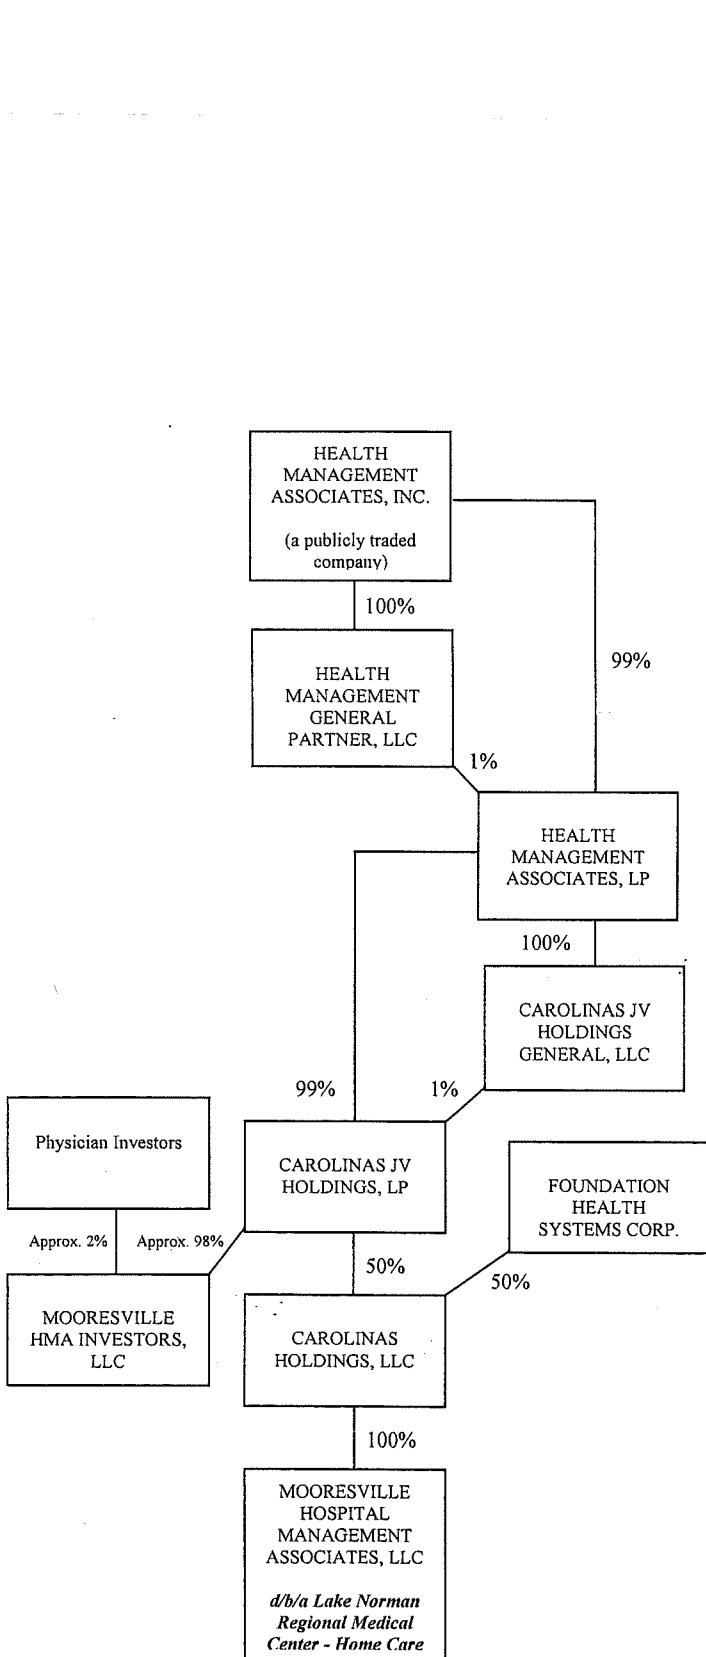 HEALTH
MANAGEMENT
ASSOCIATES, INC.
(a publicly traded
company)
100%
99%
HEALTH
MANAGEMENT
GENERAL
PARTNER, LLC
1%
HEALTH
MANAGEMENT
ASSOCIATES, LP
100%
CAROLINAS JV
HOLDINGS
GENERAL, LLC
99%
1%
Physician Investors
CAROLINAS JV
HOLDINGS, LP
FOUNDATION
HEALTH
SYSTEMS CORP.
Approx. 2%
Approx. 98%
50%
50%
MOORESVILLE
HMA INVESTORS,
LLC
CAROLINAS
HOLDINGS, LLC
100%
MOORESVILLE
HOSPITAL
MANAGEMENT
ASSOCIATES, LLC
d/b/a Lake Norman
Regional Medical
Center - Home Care